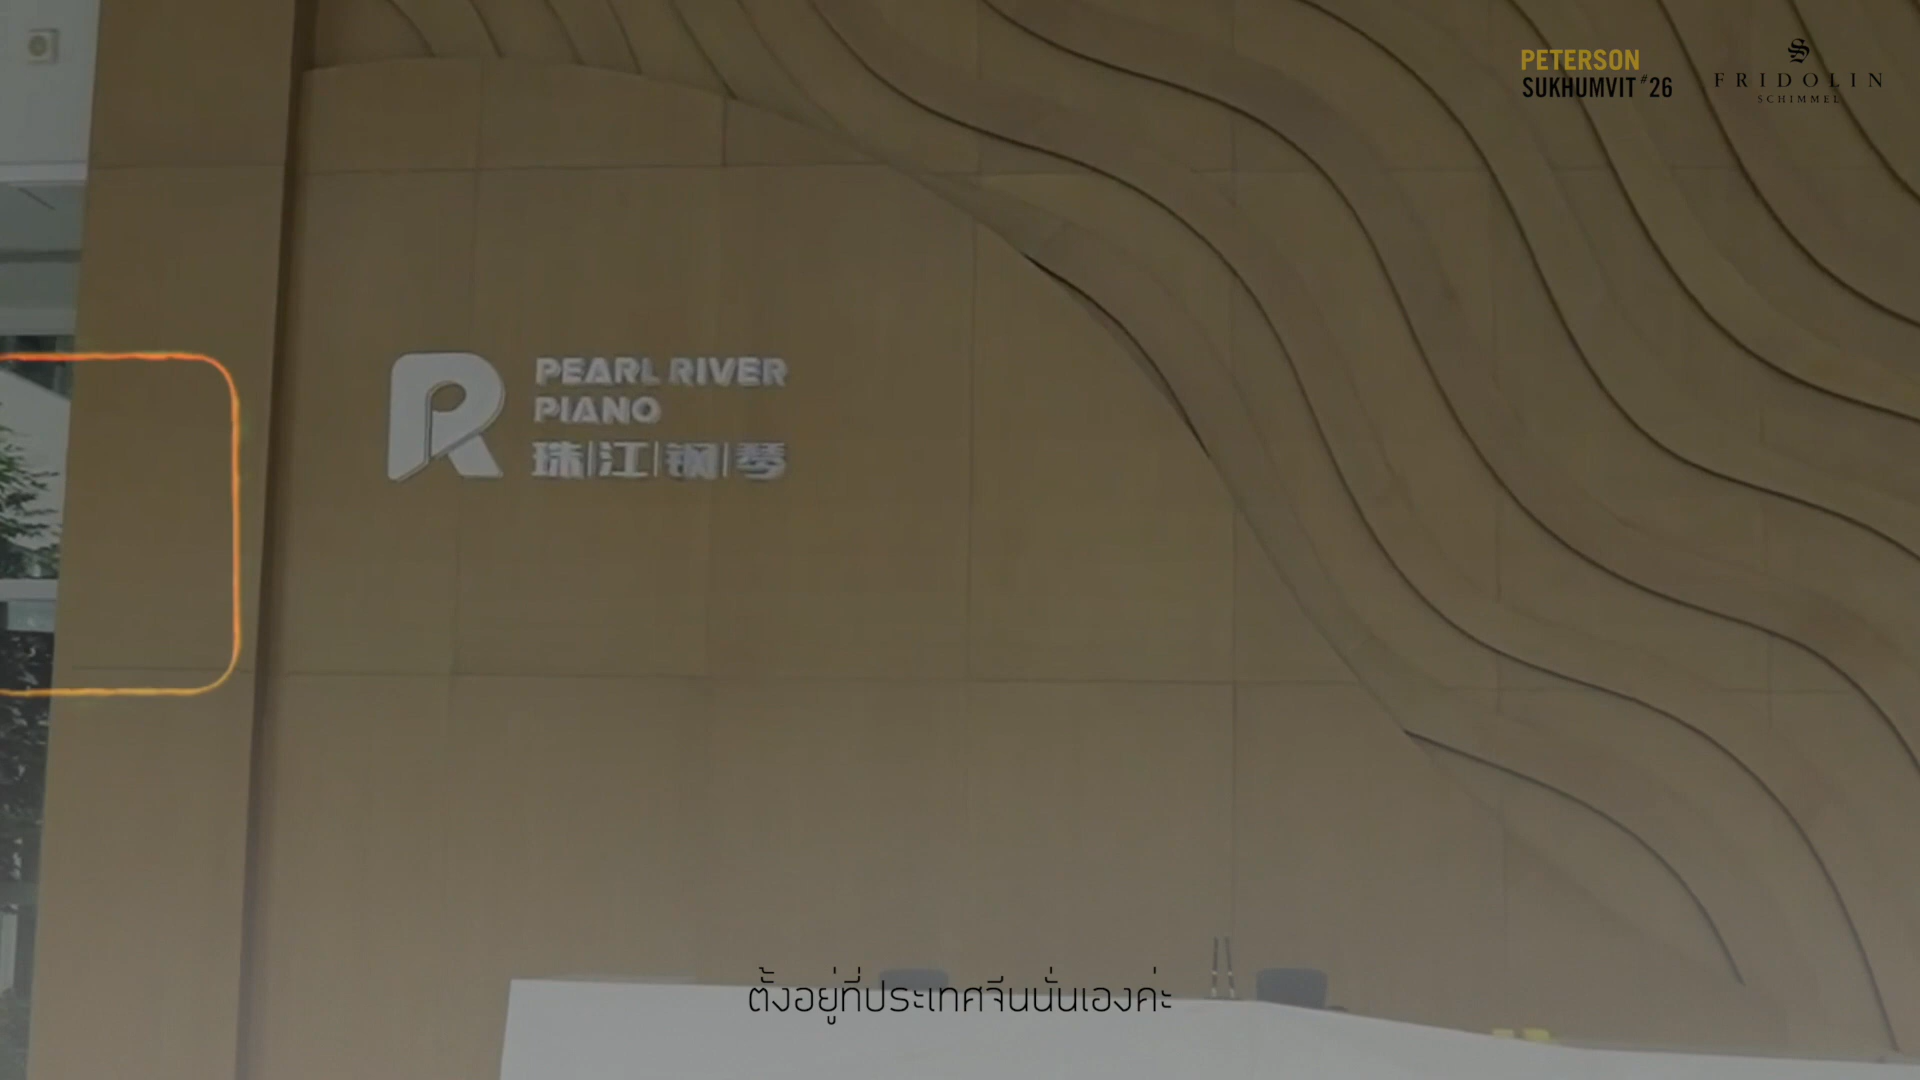 PETERSON
SUKHUMVIT #26
FRIDOLIN
SCHIMMEL
PEARL RIVER
PIANO
珠|江|钢|琴
ตั้งอยู่ที่ประเทศจีนนั่นเองค่ะ